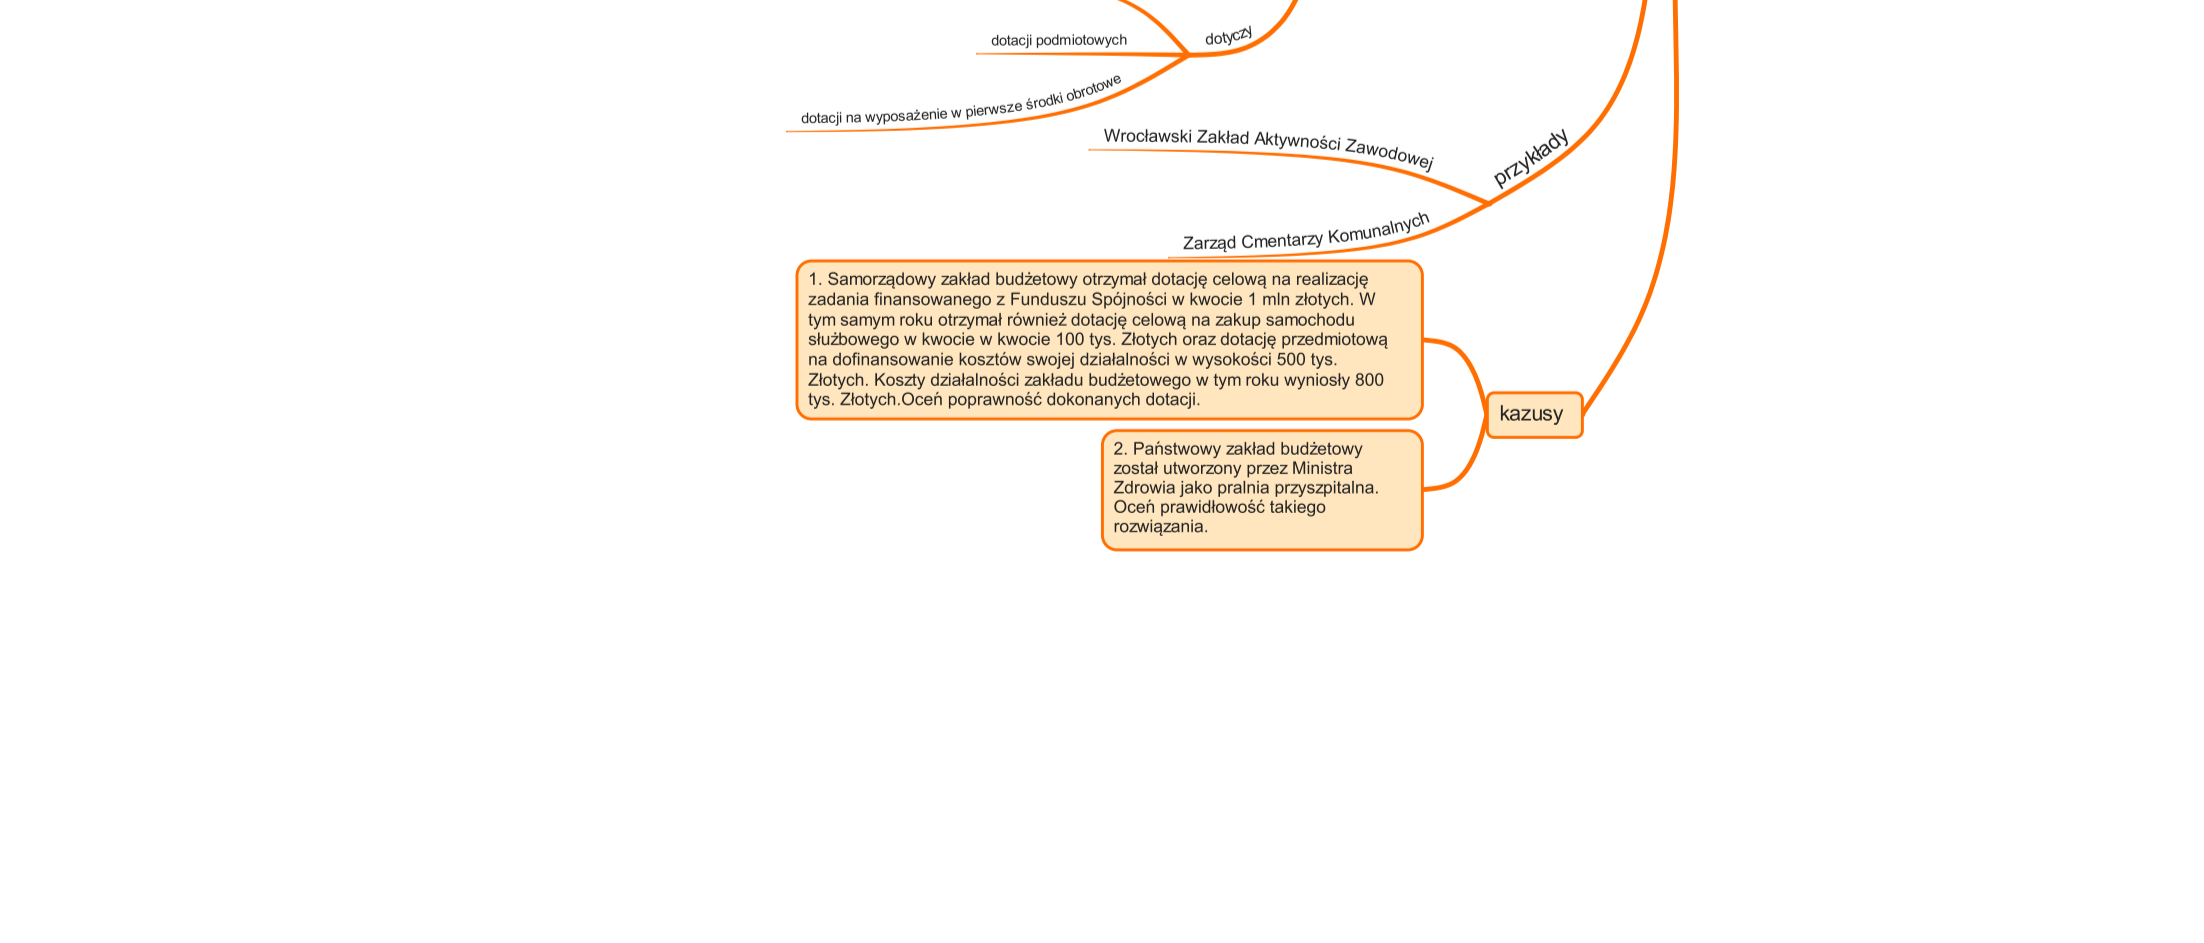 dotacji podmiotowych
dotyczy
dotacji na wyposażenie w pierwsze środki obrotowe
Wrocławski Zakład Aktywności Zawodowej
przykłady
Zarząd Cmentarzy Komunalnych
1. Samorządowy zakład budżetowy otrzymał dotację celową na realizację
zadania finansowanego z Funduszu Spójności w kwocie 1 mln złotych. W
tym samym roku otrzymał również dotację celową na zakup samochodu
służbowego w kwocie w kwocie 100 tys. Złotych oraz dotację przedmiotową
na dofinansowanie kosztów swojej działalności w wysokości 500 tys.
Złotych. Koszty działalności zakładu budżetowego w tym roku wyniosły 800
tys. Złotych.Oceń poprawność dokonanych dotacji.
kazusy
2. Państwowy zakład budżetowy
został utworzony przez Ministra
Zdrowia jako pralnia przyszpitalna.
Oceń prawidłowość takiego
rozwiązania.